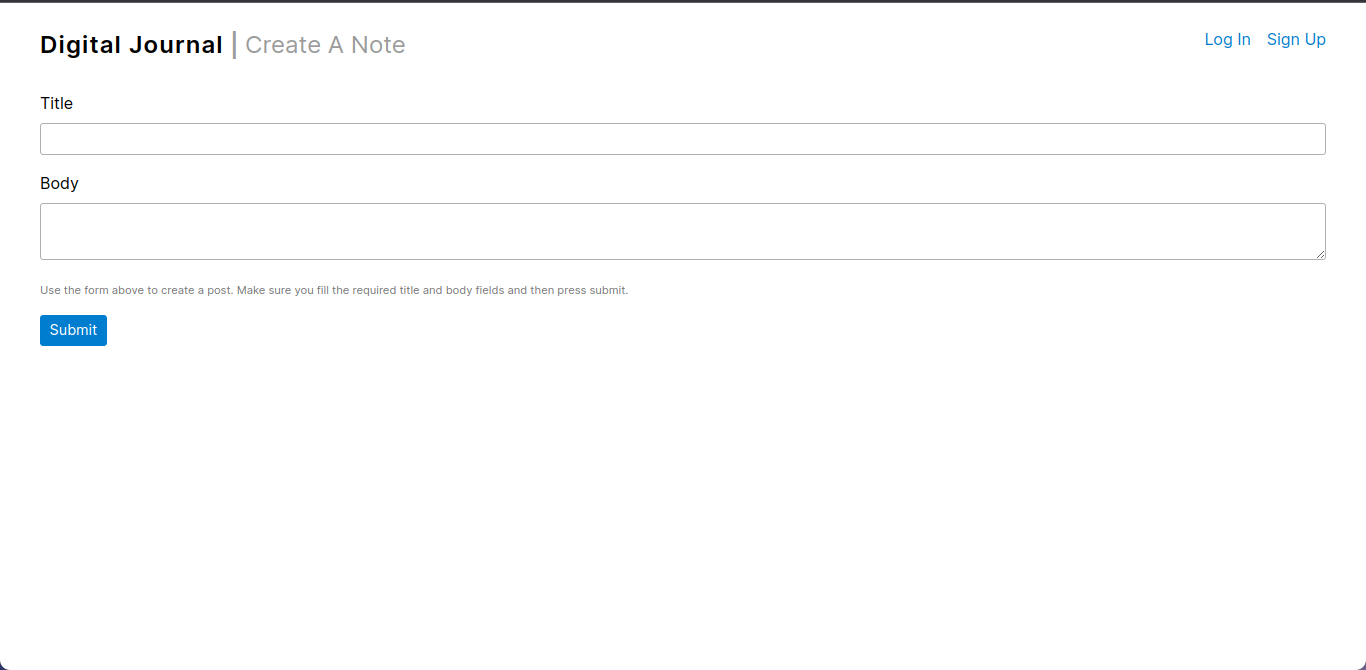 Digital Journal | Create A Note
Log In Sign Up
Title
Body
Use the form above to create a post. Make sure you fill the required title and body fields and then press submit.
Submit